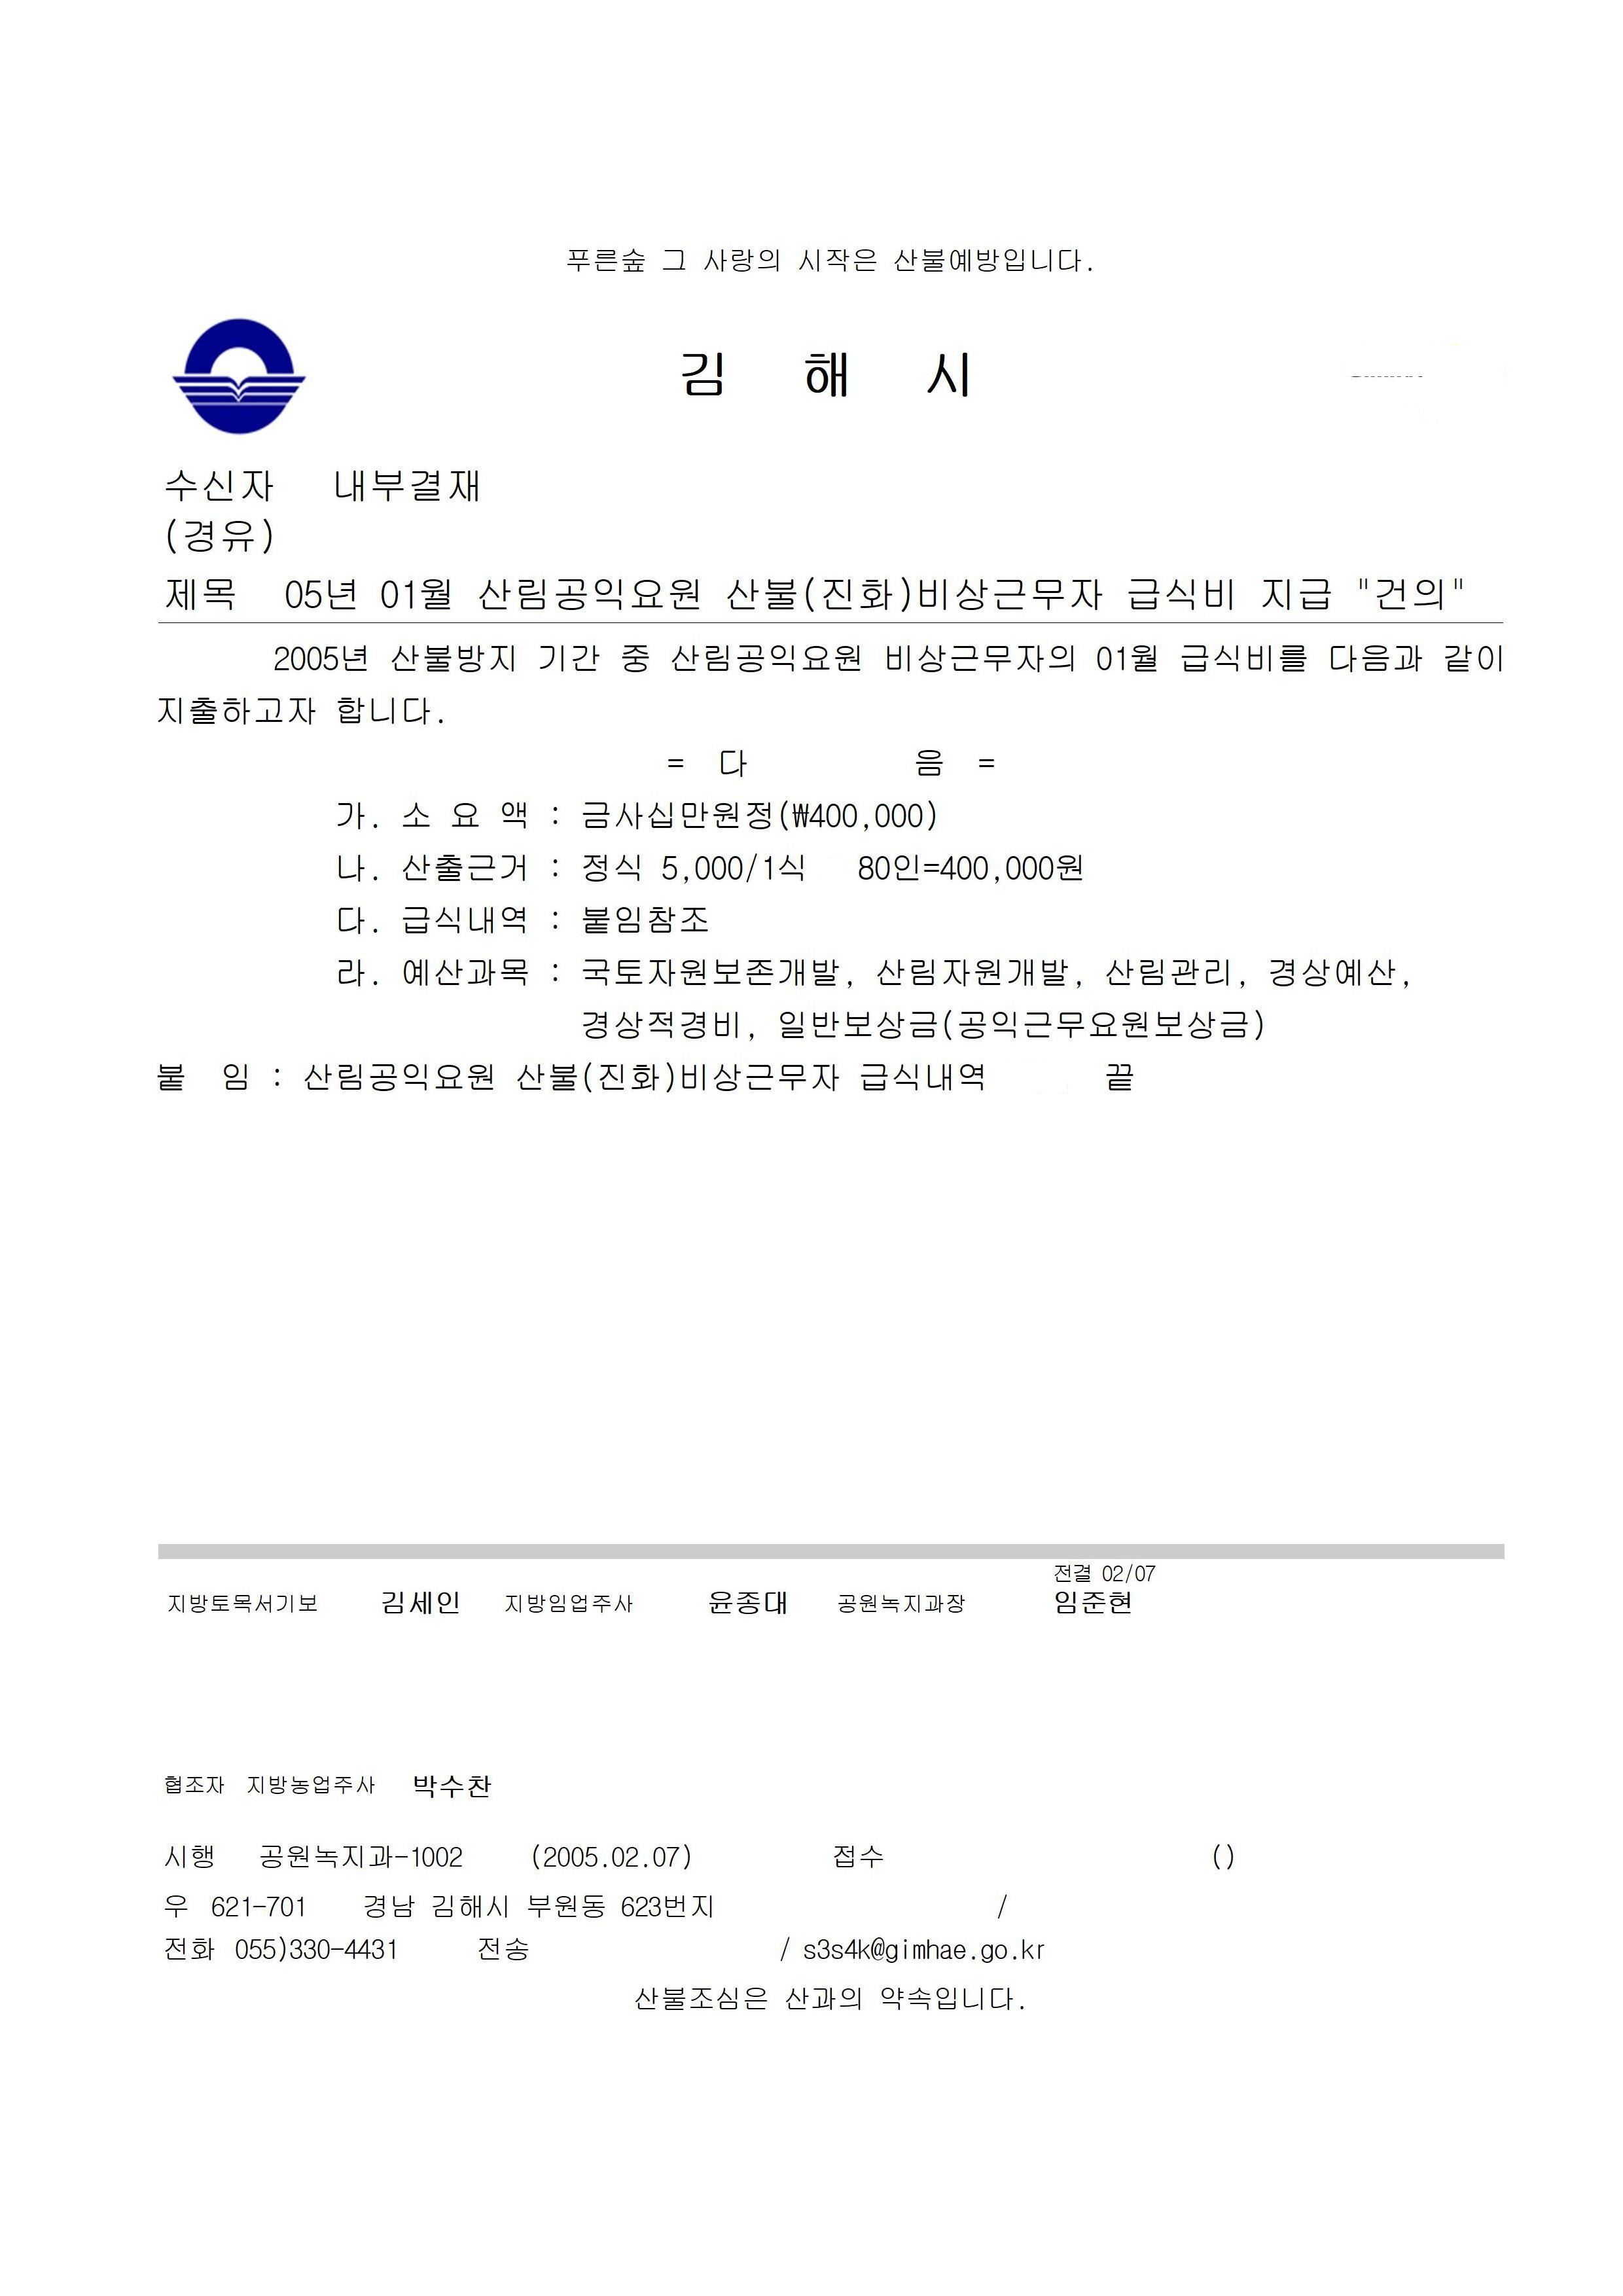 푸른숲 그 사랑의 시작은 산불예방입니다.
김 해 시
수신자 내부결재
(경유)
제목 05년 01월 산림공익요원 산불(진화)비상근무자 급식비 지급 "건의"
2005년 산불방지 기간 중 산림공익요원 비상근무자의 01월 급식비를 다음과 같이
지출하고자 합니다.
= 다 음 =
가. 소 요 액 : 금사십만원정(₩400,000)
나. 산출근거 : 정식 5,000/1식 80인=400,000원
다. 급식내역 : 붙임참조
라. 예산과목 : 국토자원보존개발, 산림자원개발, 산림관리, 경상예산,
경상적경비, 일반보상금(공익근무요원보상금)
붙 임 : 산림공익요원 산불(진화)비상근무자 급식내역 끝
전결 02/07
지방토목서기보 김세인 지방임업주사 윤종대 공원녹지과장 임준현
협조자 지방농업주사 박수찬
시행 공원녹지과-1002 (2005.02.07) 접수 ()
우 621-701 경남 김해시 부원동 623번지 /
전화 055)330-4431 전송 / s3s4k@gimhae.go.kr
산불조심은 산과의 약속입니다.